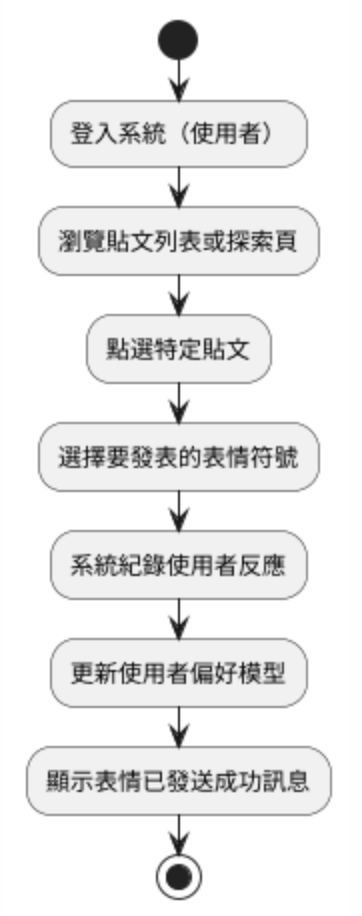 登入系統（使用者）
瀏覽貼文列表或探索頁
點選特定貼文
選擇要發表的表情符號
系統紀錄使用者反應
更新使用者偏好模型
顯示表情已發送成功訊息